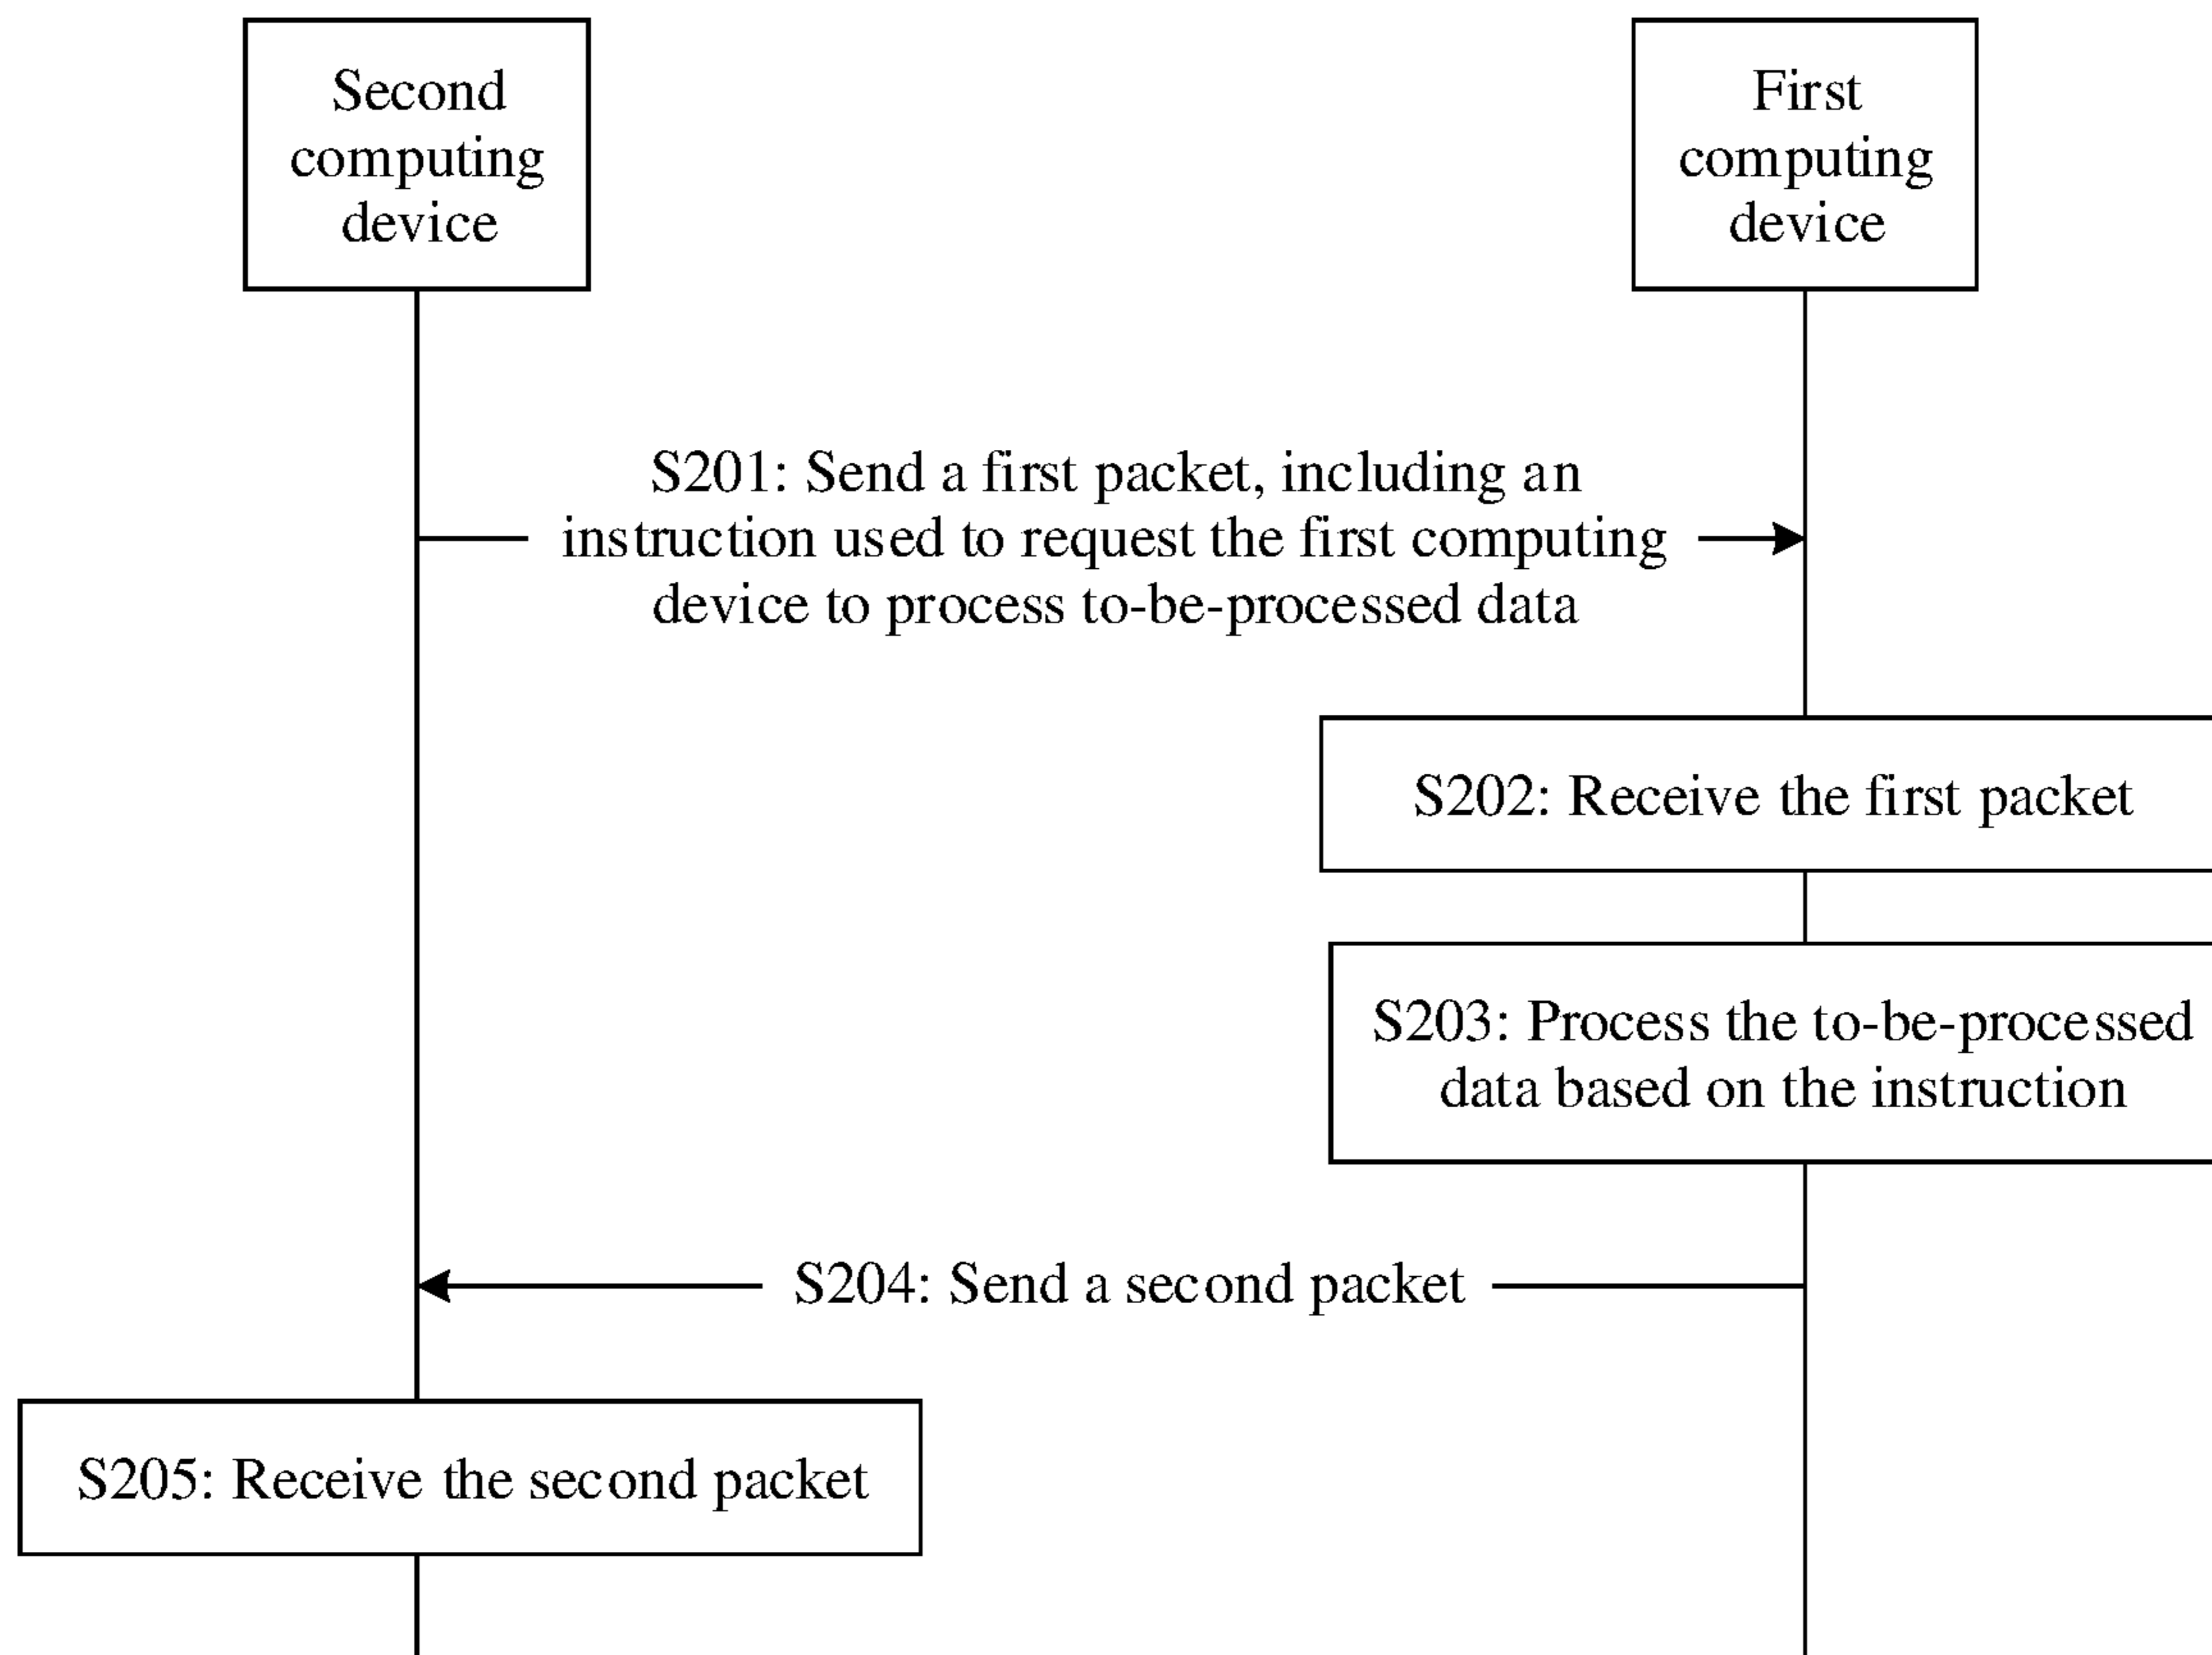 Second
computing
device
First
computing
device
S201: Send a first packet, including an
instruction used to request the first computing
device to process to-be-processed data
S202: Receive the first packet
S203: Process the to-be-processed
data based on the instruction
S204: Send a second packet
S205: Receive the second packet